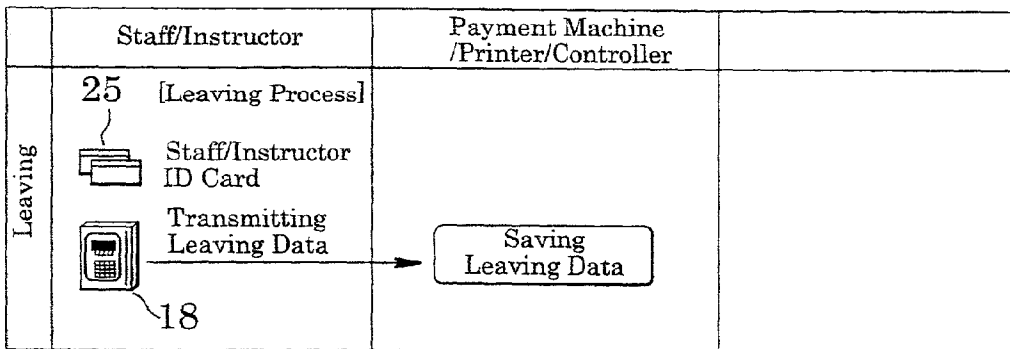 Staff/Instructor
Payment Machine
/Printer/Controller
Leaving
25 [Leaving Process]
Staff/Instructor
ID Card
Transmitting
Leaving Data
18
Saving
Leaving Data